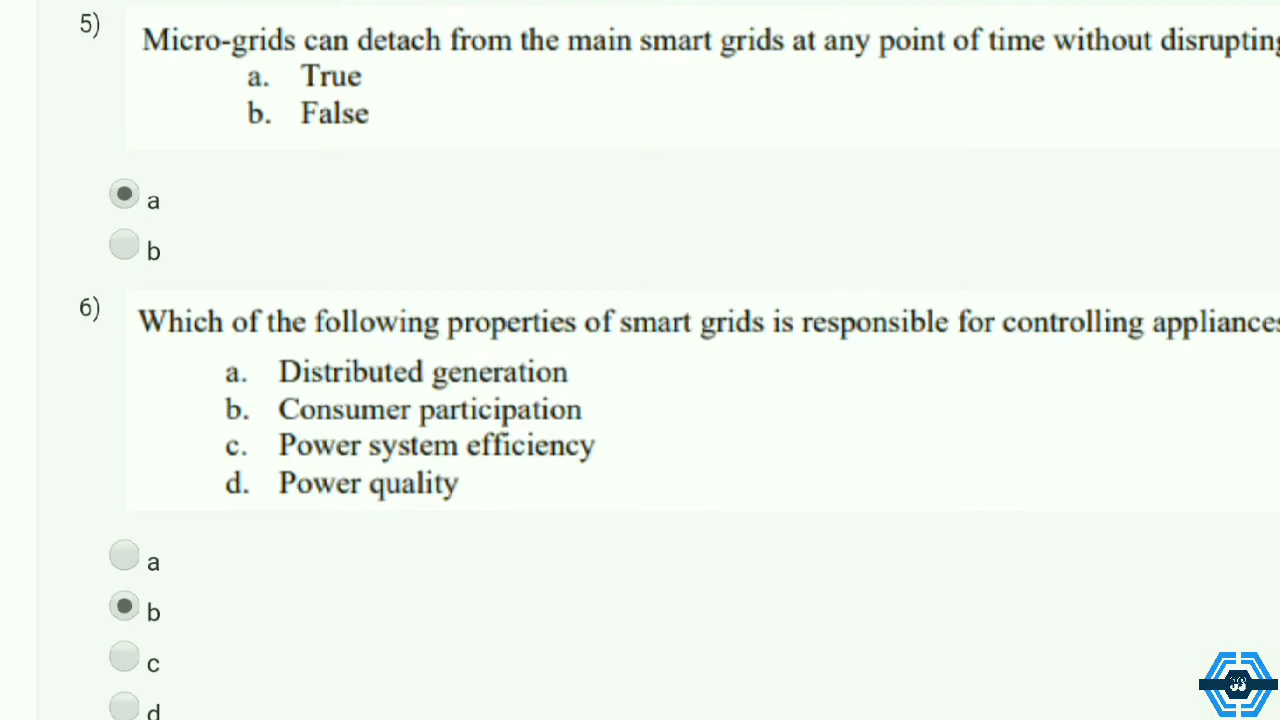 5)
Micro-grids can detach from the main smart grids at any point of time without disrupting
a. True
b. False
a
b
6)
Which of the following properties of smart grids is responsible for controlling appliances
a. Distributed generation
b. Consumer participation
c. Power system efficiency
d. Power quality
a
b
c
d